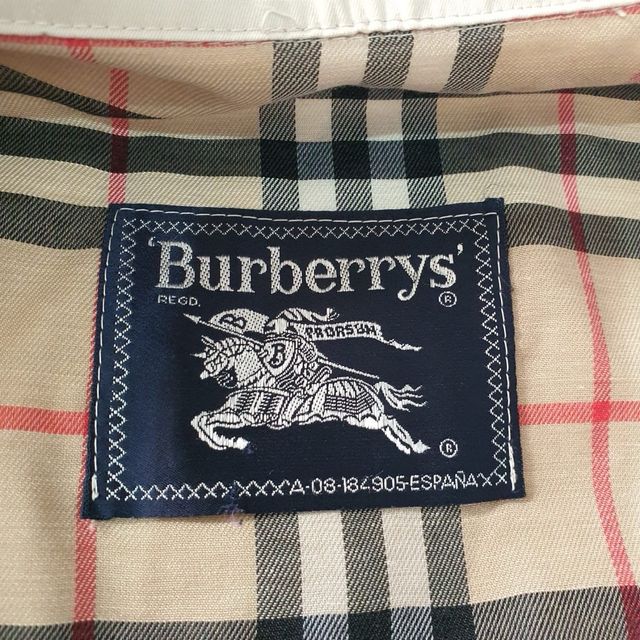 'Burberrys'
REGD.
®
B
PRORSUM
B
®
A-08-184905-ESPAÑA